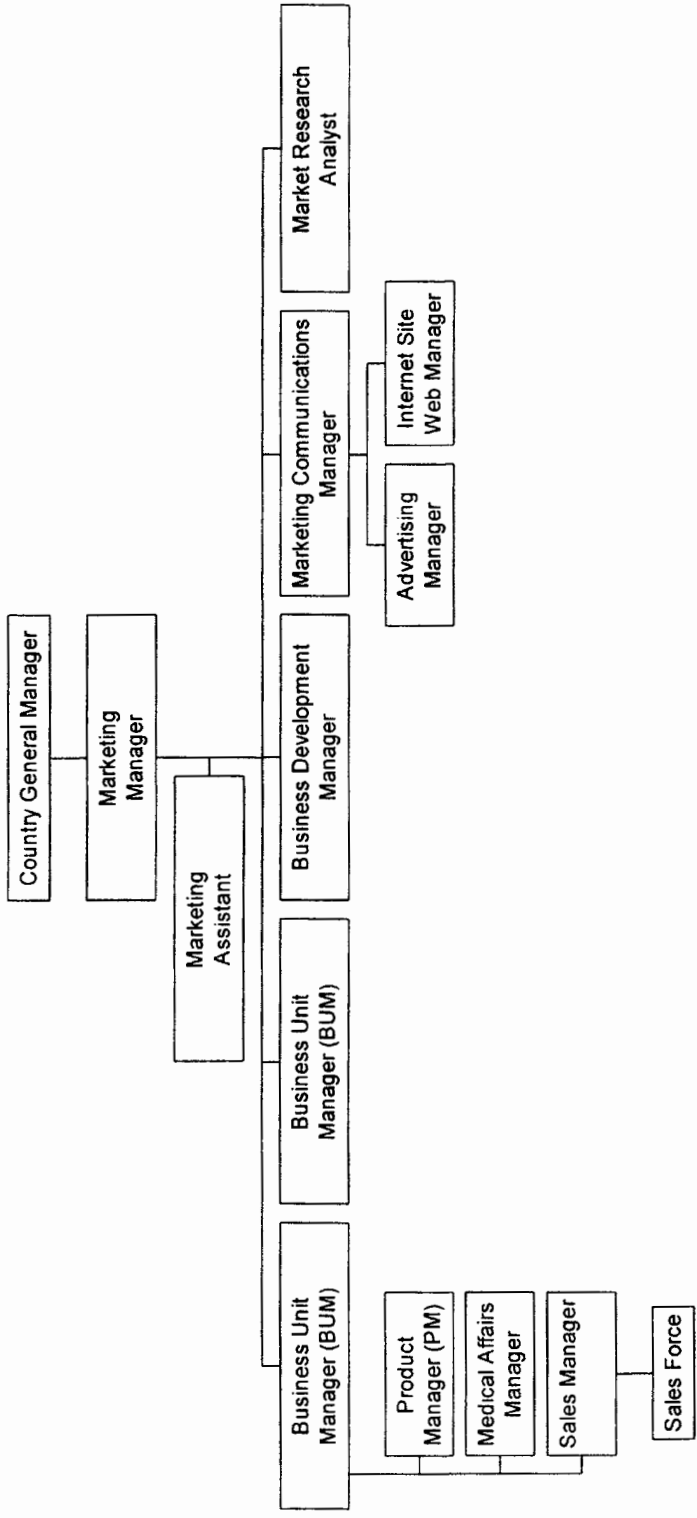 Country General Manager
Marketing
Manager
Marketing
Assistant
Business Unit
Manager (BUM)
Business Unit
Manager (BUM)
Business Development
Manager
Marketing Communications
Manager
Market Research
Analyst
Product
Manager (PM)
Medical Affairs
Manager
Sales Manager
Sales Force
Advertising
Manager
Internet Site
Web Manager